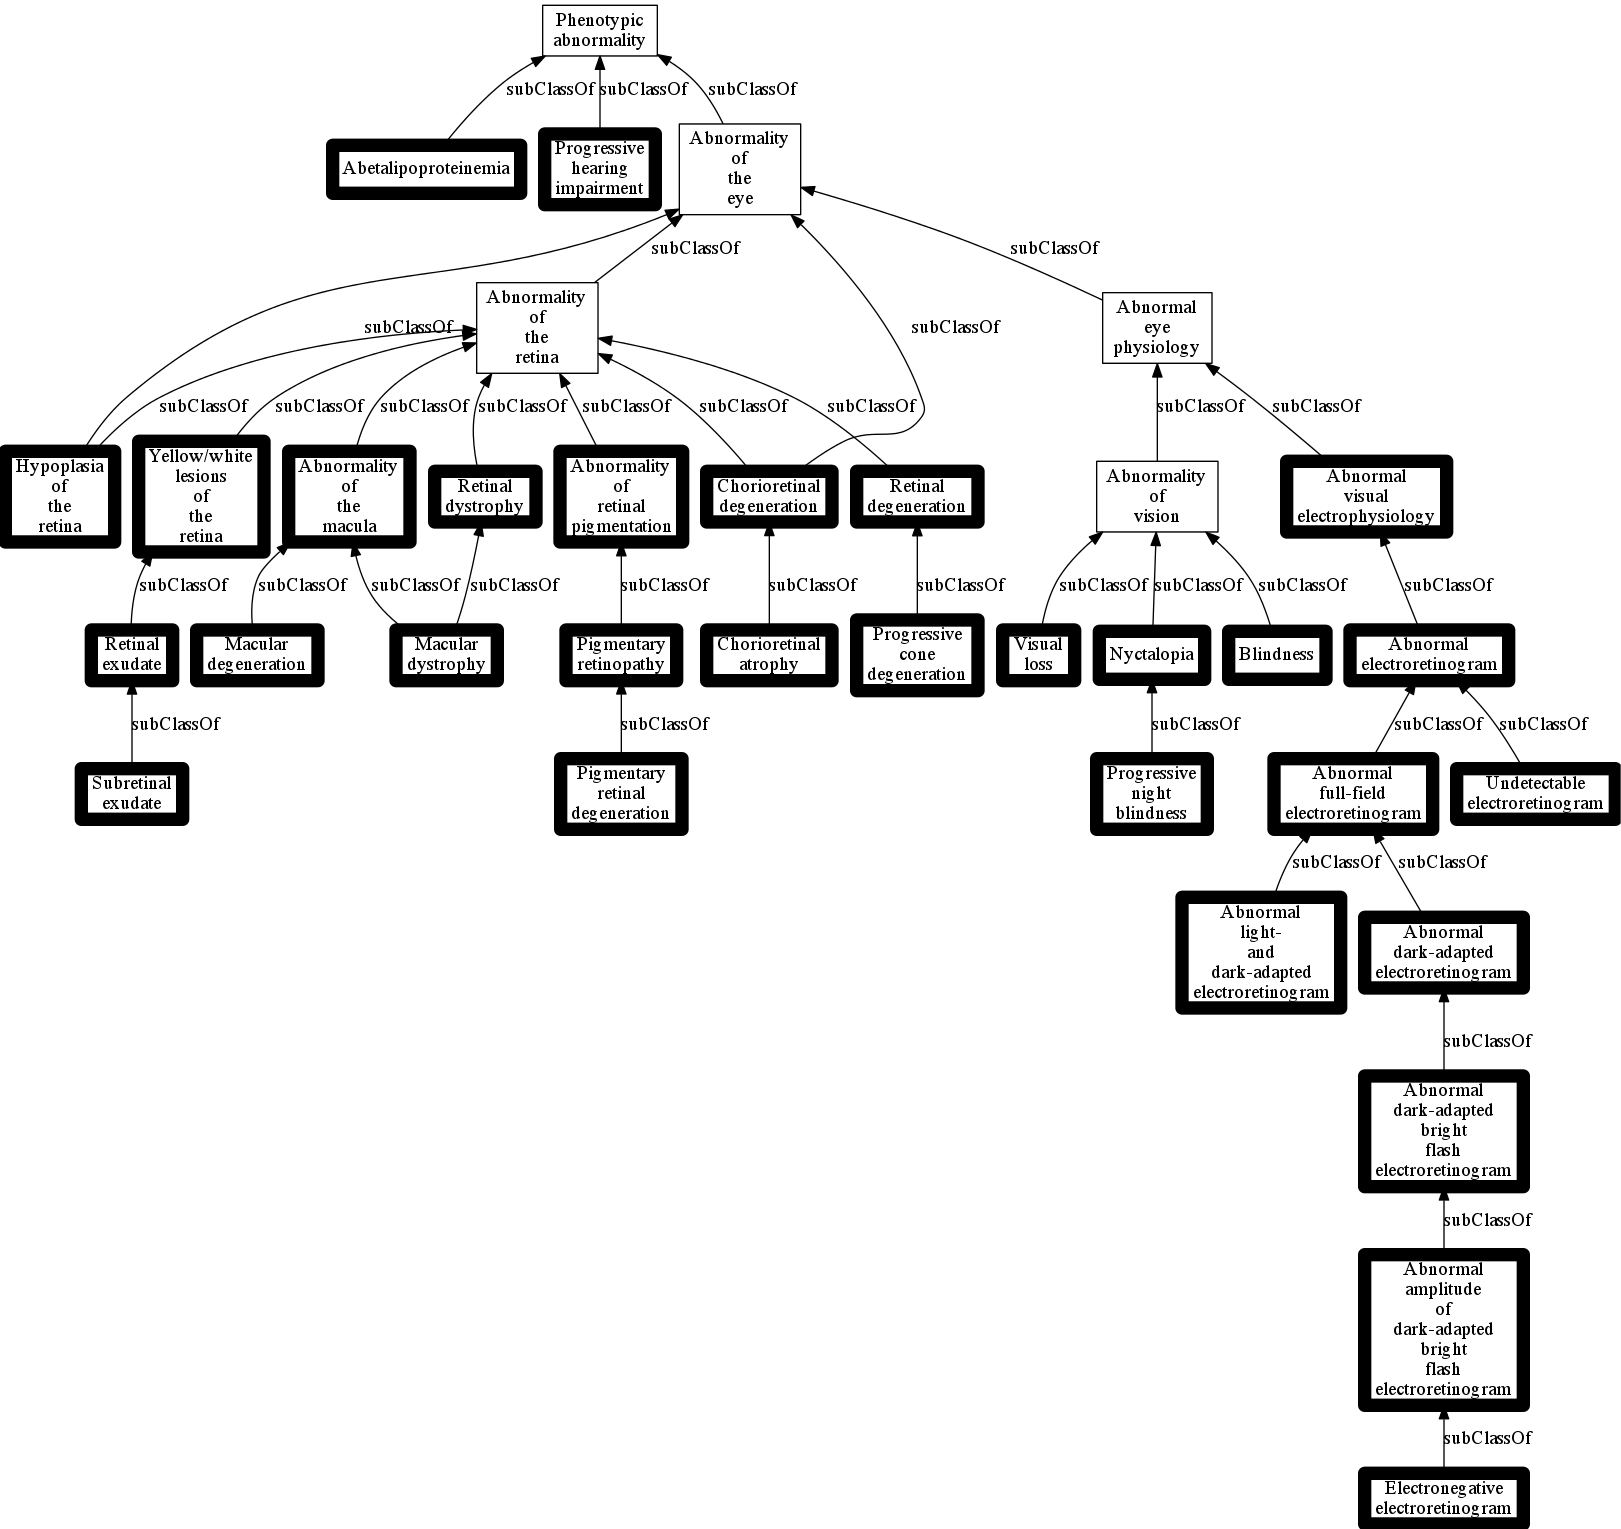 Phenotypic
abnormality
subClassOf
subClassOf
subClassOf
Abetalipoproteinemia
Progressive
hearing
impairment
Abnormality
of
the
eye
subClassOf
subClassOf
Abnormality
of
the
retina
subClassOf
subClassOf
Abnormal
eye
physiology
subClassOf
subClassOf
subClassOf
subClassOf
subClassOf
subClassOf
subClassOf
subClassOf
subClassOf
Hypoplasia
of
the
retina
Yellow/white
lesions
of
the
retina
Abnormality
of
the
macula
Retinal
dystrophy
Abnormality
of
retinal
pigmentation
Chorioretinal
degeneration
Retinal
degeneration
Abnormality
of
vision
Abnormal
visual
electrophysiology
subClassOf
subClassOf
subClassOf
subClassOf
subClassOf
subClassOf
subClassOf
subClassOf
subClassOf
subClassOf
subClassOf
Retinal
exudate
Macular
degeneration
Macular
dystrophy
Pigmentary
retinopathy
Chorioretinal
atrophy
Progressive
cone
degeneration
Visual
loss
Nyctalopia
Blindness
Abnormal
electroretinogram
subClassOf
subClassOf
subClassOf
subClassOf
subClassOf
Subretinal
exudate
Pigmentary
retinal
degeneration
Progressive
night
blindness
Abnormal
full-field
electroretinogram
Undetectable
electroretinogram
subClassOf
subClassOf
Abnormal
light-
and
dark-adapted
electroretinogram
Abnormal
dark-adapted
electroretinogram
subClassOf
Abnormal
dark-adapted
bright
flash
electroretinogram
subClassOf
Abnormal
amplitude
of
dark-adapted
bright
flash
electroretinogram
subClassOf
Electronegative
electroretinogram